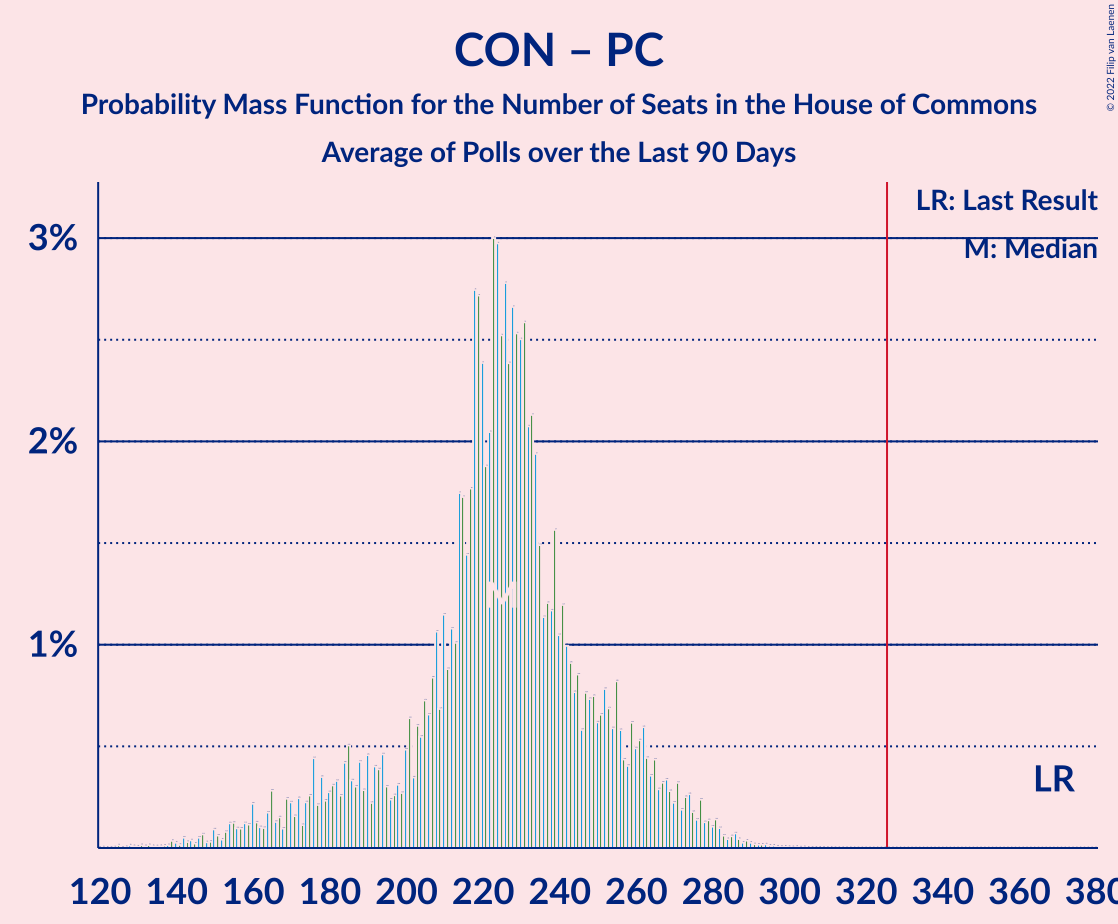 CON – PC
Probability Mass Function for the Number of Seats in the House of Commons
Average of Polls over the Last 90 Days
© 2022 Filip van Laenen
LR: Last Result
M: Median
3%
2%
1%
M
LR
120 140 160 180 200 220 240 260 280 300 320 340 360 380